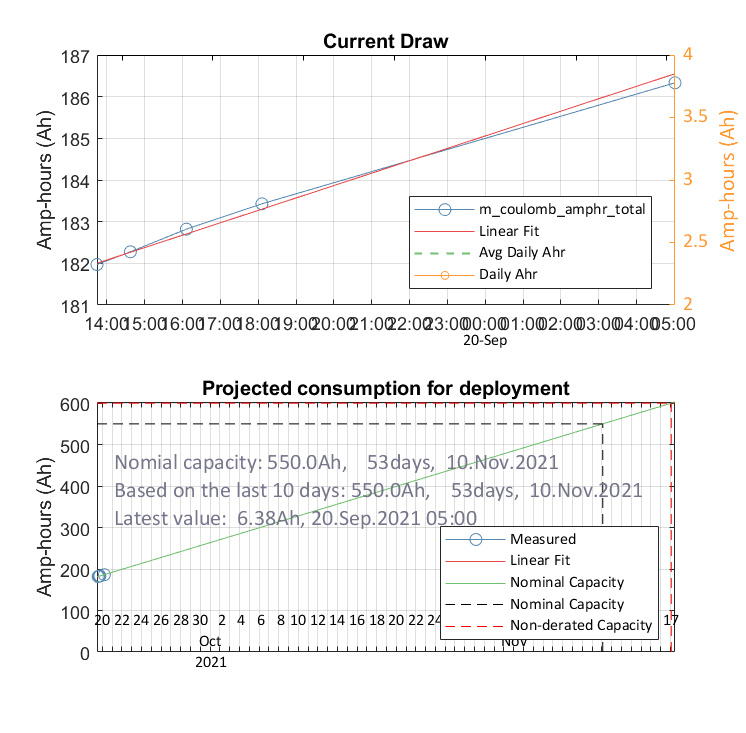 Current Draw
187
186
185
184
183
182
181
Amp-hours (Ah)
4
3.5
3
2.5
2
Amp-hours (Ah)
m_coulomb_amphr_total
Linear Fit
Avg Daily Ahr
Daily Ahr
14:00 15:00 16:00 17:00 18:00 19:00 20:00 21:00 22:00 23:00 00:00 01:00 02:00 03:00 04:00 05:00
20-Sep
Projected consumption for deployment
600
500
400
300
200
100
0
Amp-hours (Ah)
Nomial capacity: 550.0Ah, 53days, 10.Nov.2021
Based on the last 10 days: 550.0Ah, 53days, 10.Nov.2021
Latest value: 6.38Ah, 20.Sep.2021 05:00
Measured
Linear Fit
Nominal Capacity
Nominal Capacity
Non-derated Capacity
20 22 24 26 28 30 2 4 6 8 10 12 14 16 18 20 22 24 17
Oct Nov
2021